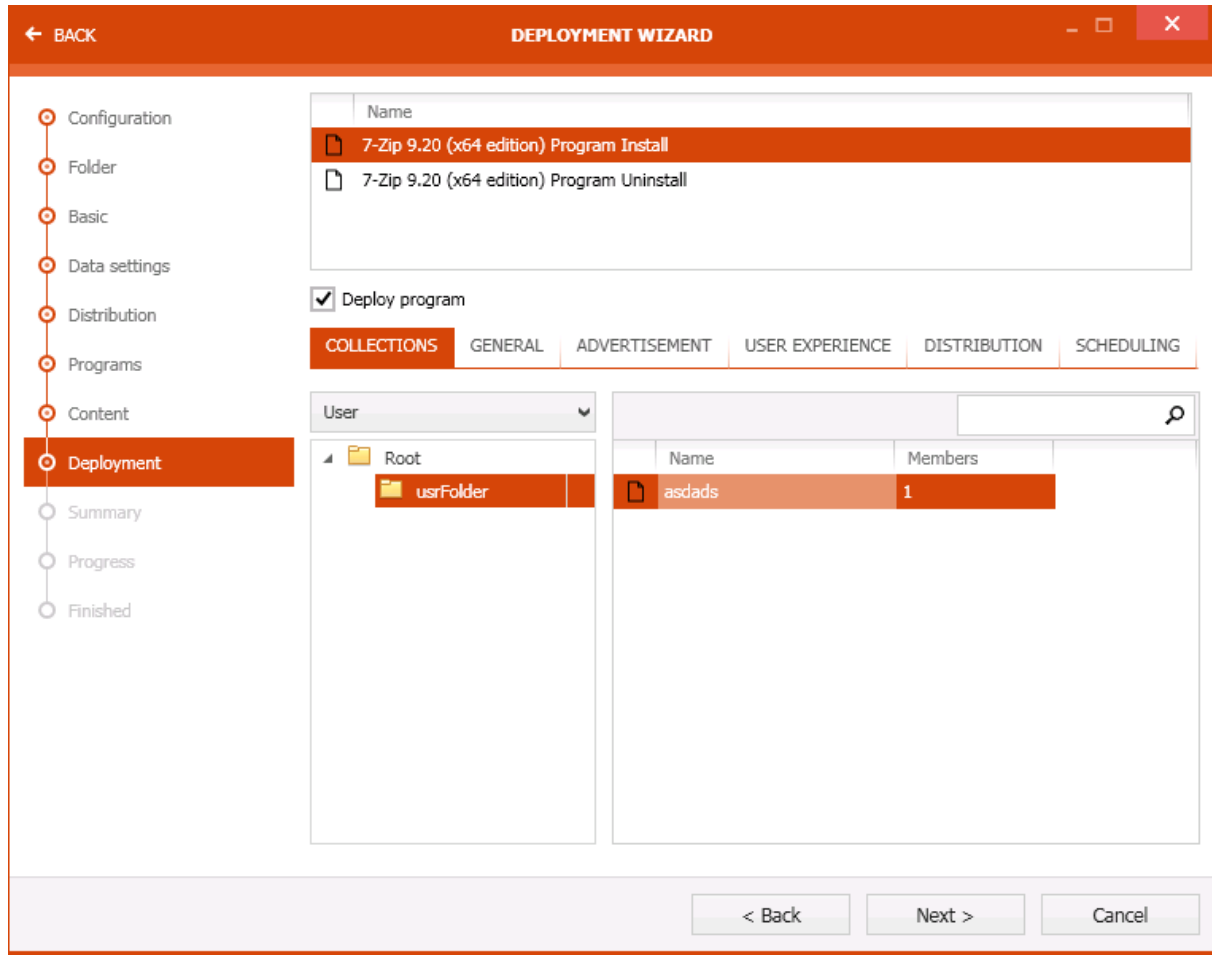 BACK
DEPLOYMENT WIZARD
Configuration
Folder
Basic
Data settings
Distribution
Programs
Content
Deployment
Summary
Progress
Finished
Name
7-Zip 9.20 (x64 edition) Program Install
7-Zip 9.20 (x64 edition) Program Uninstall
Deploy program
COLLECTIONS GENERAL ADVERTISEMENT USER EXPERIENCE DISTRIBUTION SCHEDULING
User
Root
usrFolder
Name Members
asdads 1
< Back Next > Cancel